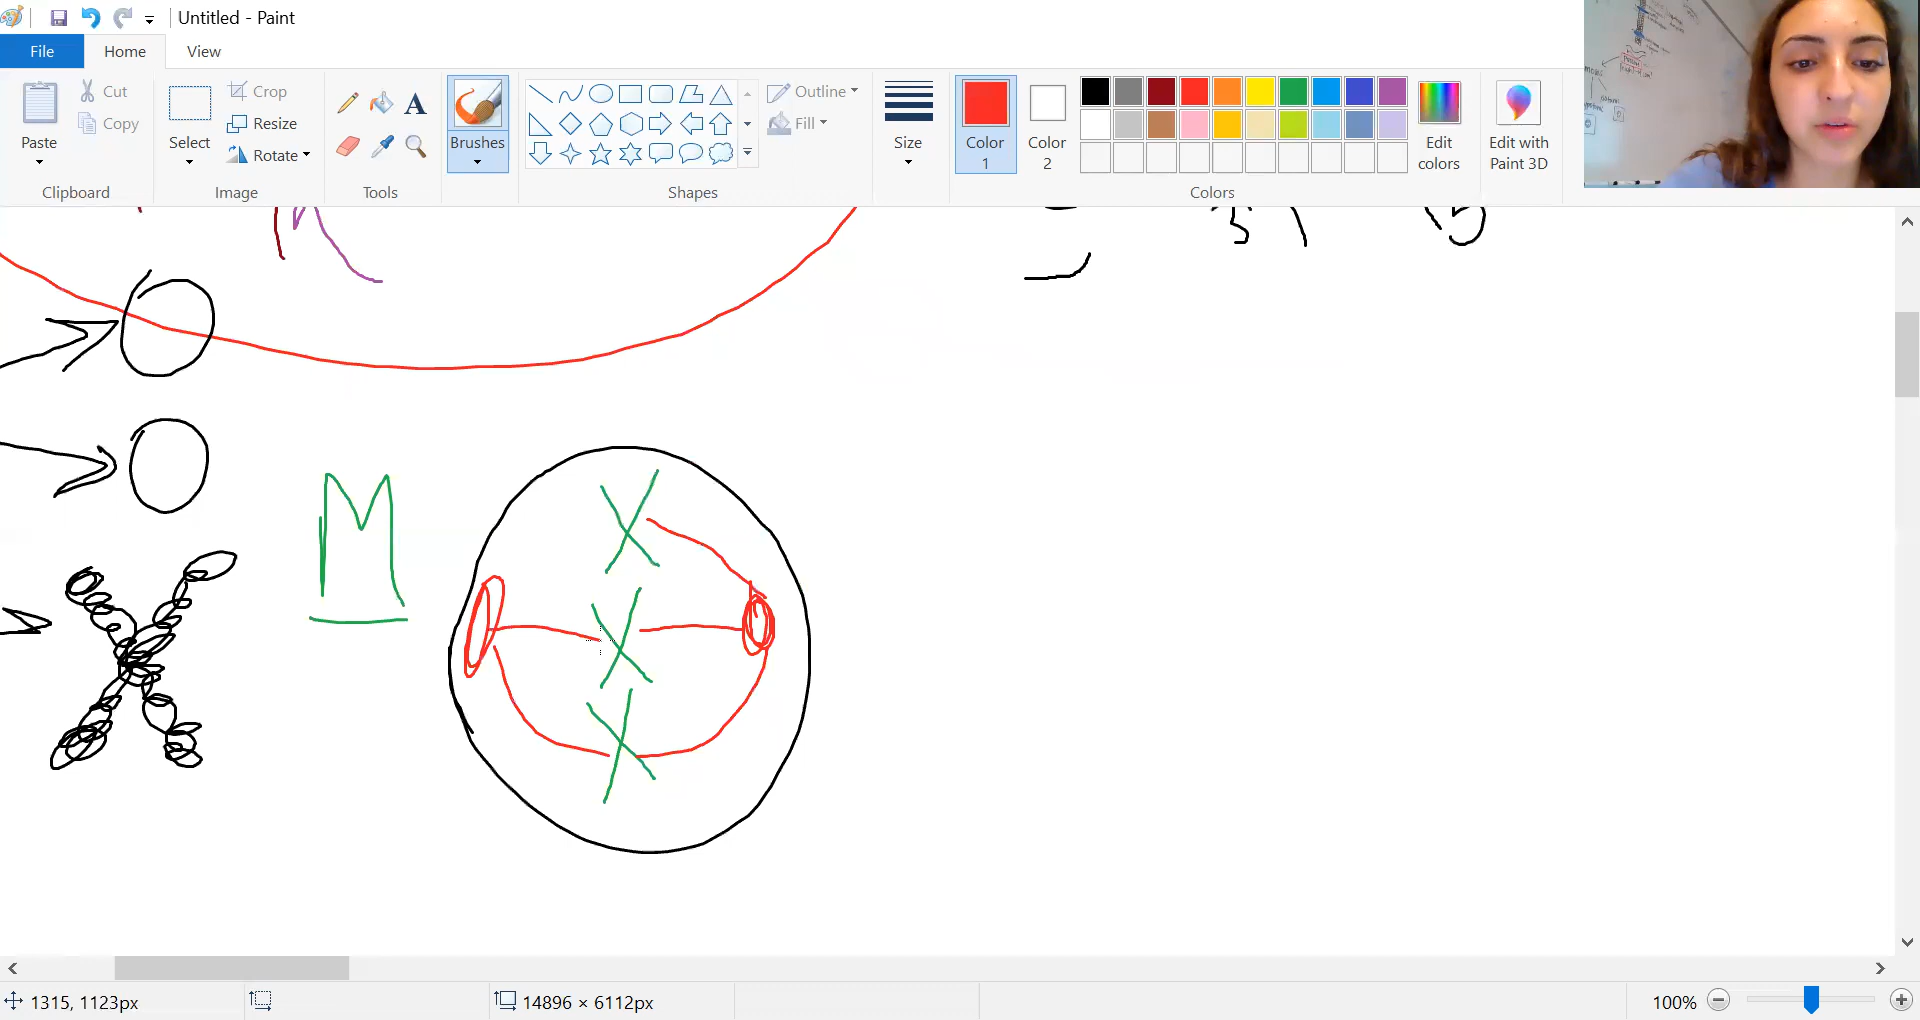 Untitled - Paint
File Home View
Paste
Cut
Copy
Clipboard
Select
Crop
Resize
Rotate
Image
A
Tools
Brushes
Shapes
Outline
Fill
Size
Color 1
Color 2
Colors
Edit colors
Edit with Paint 3D
M
1315, 1123px
14896 × 6112px
100%